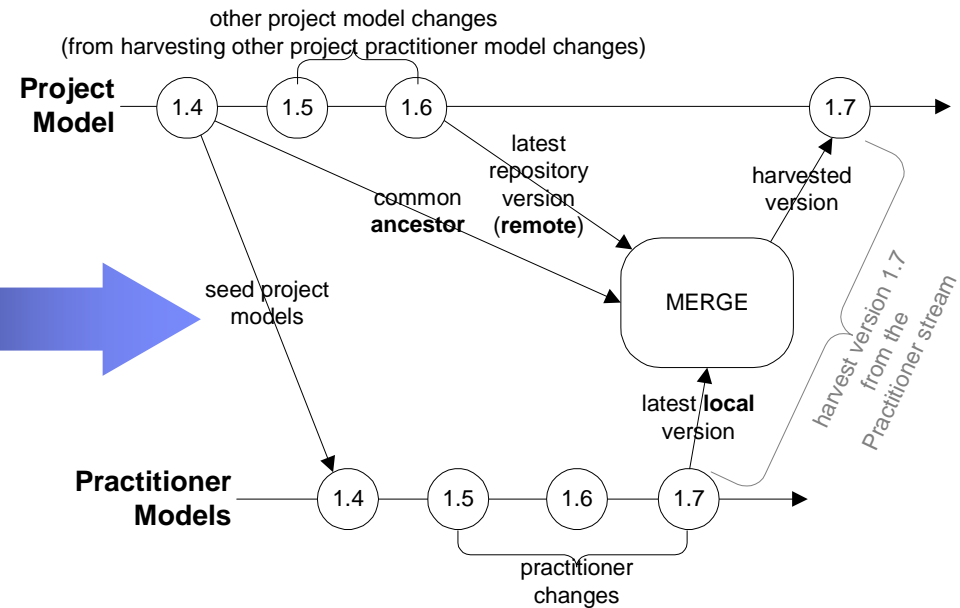 other project model changes
(from harvesting other project practitioner model changes)
Project
Model
1.4
1.5
1.6
1.7
latest
repository
version
(remote)
common
ancestor
harvested
version
seed project
models
MERGE
harvest version 1.7
from the
Practitioner stream
latest local
version
Practitioner
Models
1.4
1.5
1.6
1.7
practitioner
changes